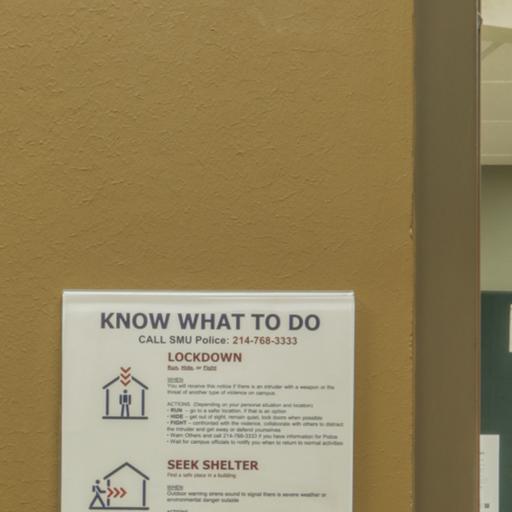 KNOW WHAT TO DO
CALL SMU Police: 214-768-3333
LOCKDOWN
Run, Hide, or Fight
WHEN
You will receive this notice if there is an intruder with a weapon or the
threat of another type of violence on campus.
ACTIONS (Depending on your personal situation and location)
• RUN – go to a safer location, if that is an option
• HIDE – get out of sight, remain quiet, lock doors when possible
• FIGHT – confronted with the violence, collaborate with others to distract
the intruder and get away or defend yourselves
• Warn Others and call 214-768-3333 if you have information for Police
• Wait for campus officials to notify you when to return to normal activities
SEEK SHELTER
Find a safe place in a building
WHEN
Outdoor warning sirens sound to signal there is severe weather or
environmental danger outside
ACTIONS